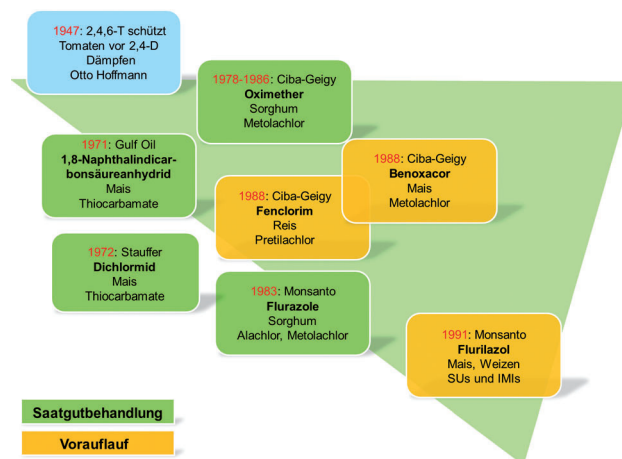 1947: 2,4,6-T schützt
Tomaten vor 2,4-D
Dämpfen
Otto Hoffmann
1978-1986: Ciba-Geigy
Oximether
Sorghum
Metolachlor
1971: Gulf Oil
1,8-Naphthalindicar-
bonsäureanhydrid
Mais
Thiocarbamate
1988: Ciba-Geigy
Benoxacor
Mais
Metolachlor
1988: Ciba-Geigy
Fenclorim
Reis
Pretilachlor
1972: Stauffer
Dichlormid
Mais
Thiocarbamate
1983: Monsanto
Flurazole
Sorghum
Alachlor, Metolachlor
1991: Monsanto
Flurilazol
Mais, Weizen
SUs und IMIs
Saatgutbehandlung
Vorauflauf